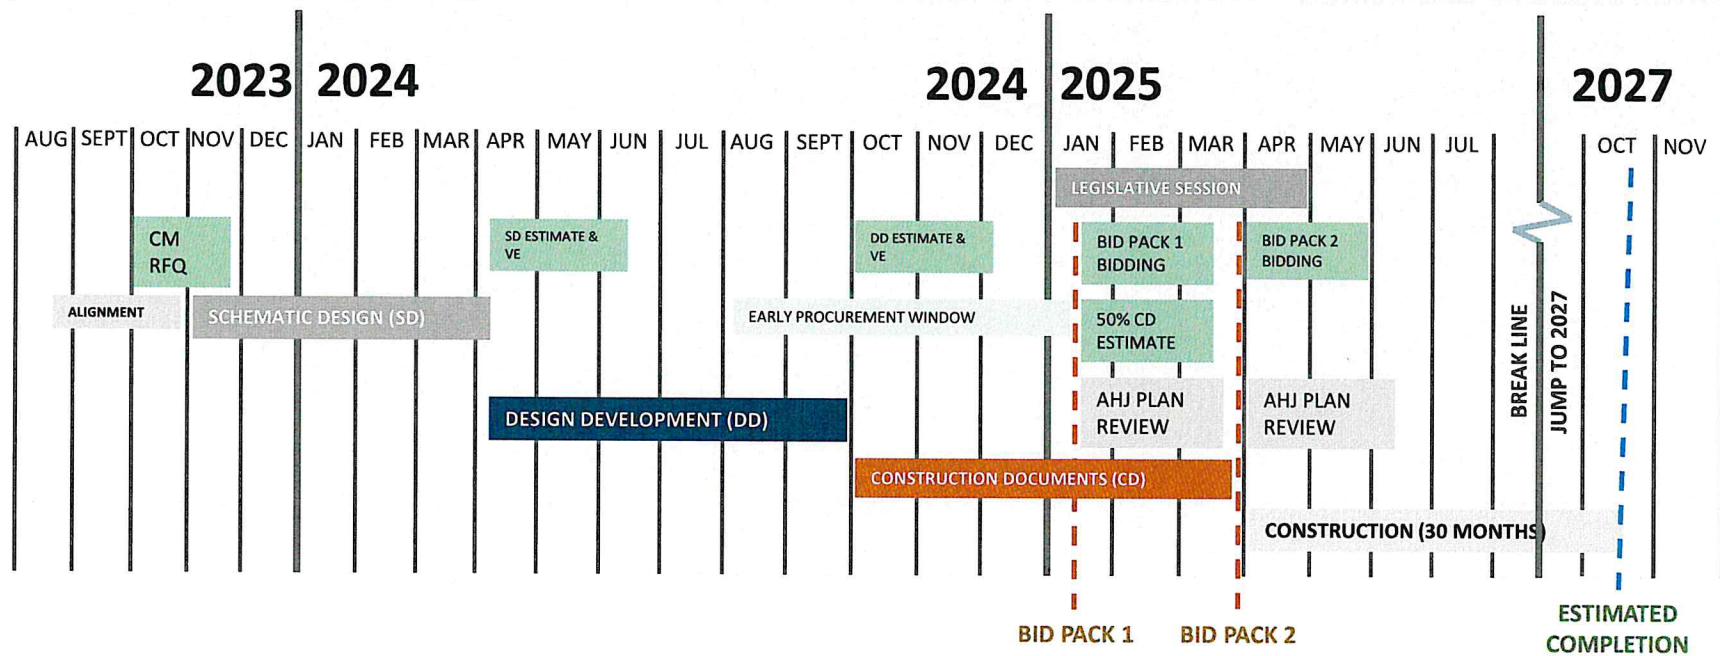 2023 2024
2024 2025
2027
AUG SEPT OCT NOV DEC JAN FEB MAR APR MAY JUN JUL AUG SEPT OCT NOV DEC JAN FEB MAR APR MAY JUN JUL OCT NOV
LEGISLATIVE SESSION
CM
RFQ
SD ESTIMATE &
VE
DD ESTIMATE &
VE
BID PACK 1
BIDDING
BID PACK 2
BIDDING
ALIGNMENT
SCHEMATIC DESIGN (SD)
EARLY PROCUREMENT WINDOW
50% CD
ESTIMATE
BREAK LINE
JUMP TO 2027
DESIGN DEVELOPMENT (DD)
AHJ PLAN
REVIEW
AHJ PLAN
REVIEW
CONSTRUCTION DOCUMENTS (CD)
CONSTRUCTION (30 MONTHS)
BID PACK 1
BID PACK 2
ESTIMATED
COMPLETION